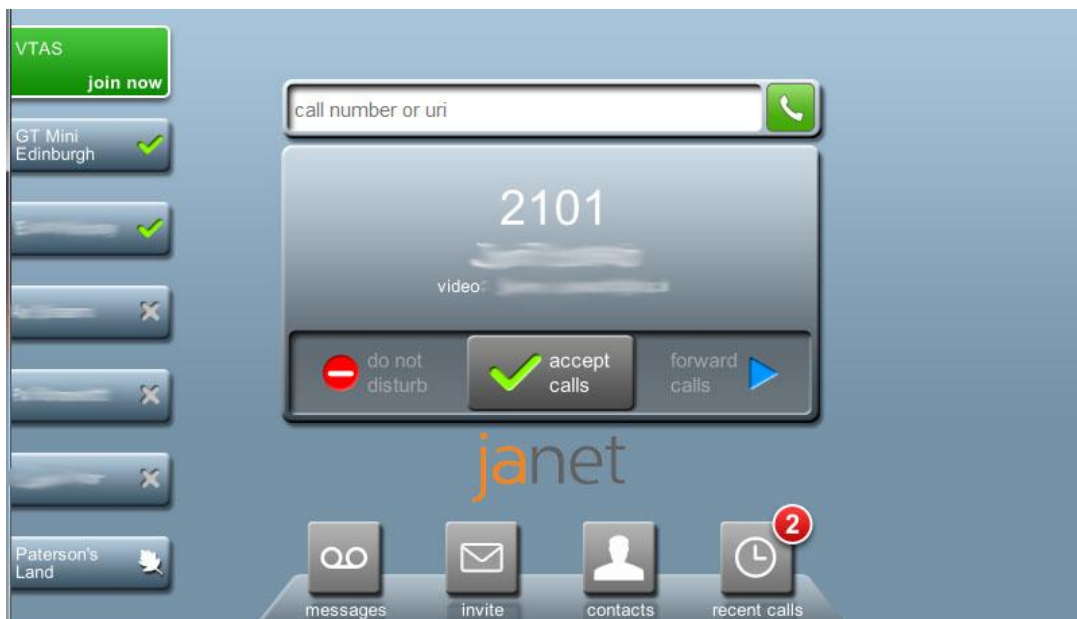 VTAS
join now
GT Mini
Edinburgh
Paterson's
Land
call number or uri
2101
video:
do not
disturb
accept
calls
forward
calls
janet
2
messages
invite
contacts
recent calls